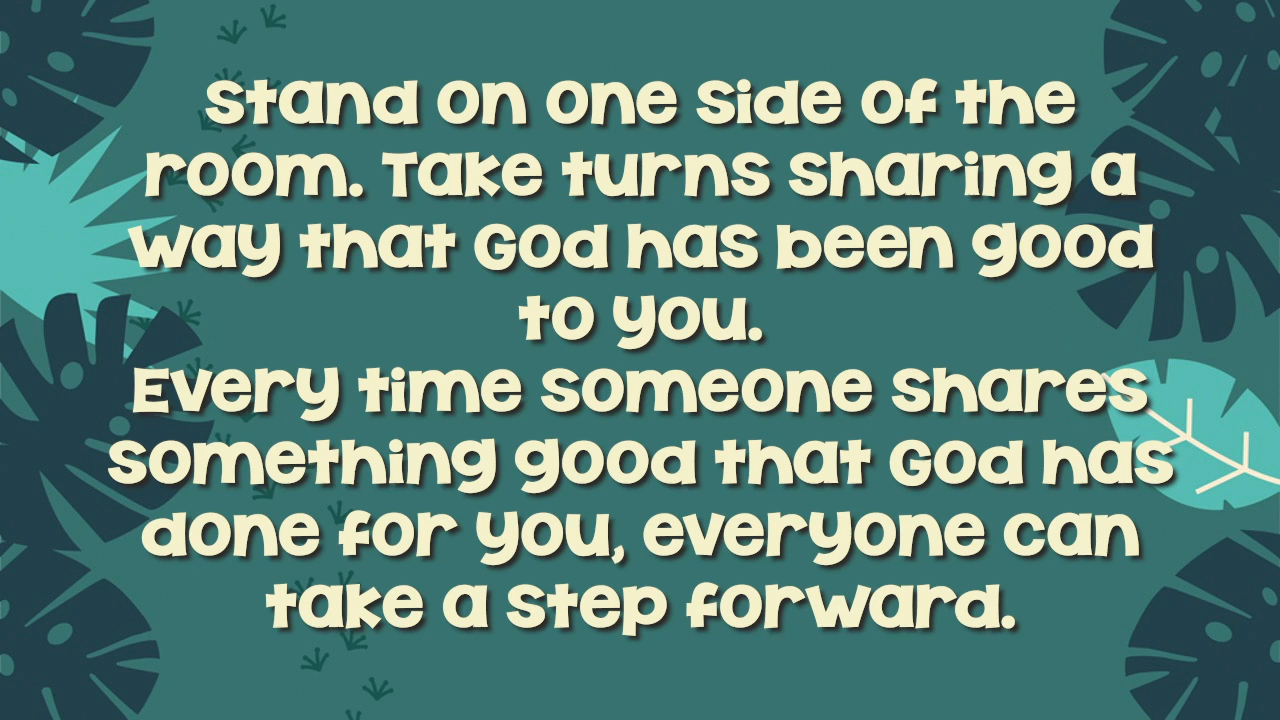 Stand on one side of the
room. Take turns sharing a
way that God has been good
to you.
Every time someone shares
something good that God has
done for you, everyone can
take a step forward.